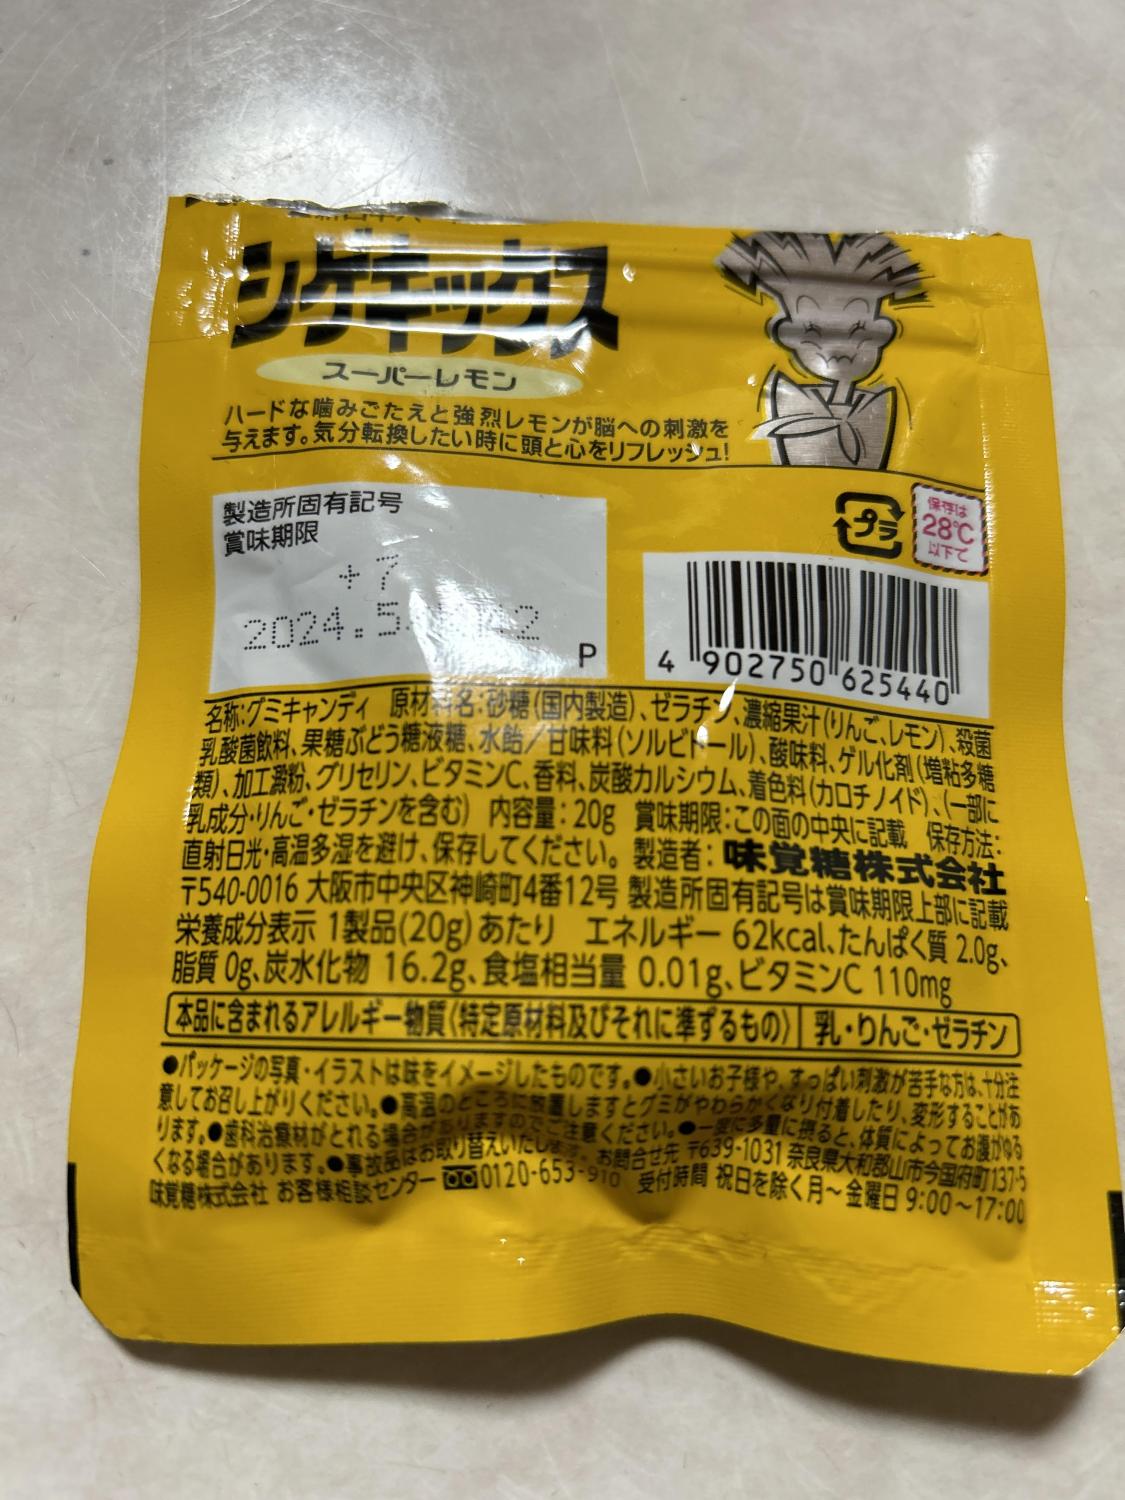 シゲキックス
スーパーレモン
ハードな噛みごたえと強烈レモンが脳への刺激を
与えます。気分転換したい時に頭と心をリフレッシュ!
製造所固有記号
賞味期限
+7
2024.5
P
プラ
保存は
28℃
以下で
4 902750 625440
名称:グミキャンディ 原材料名:砂糖(国内製造)、ゼラチン、濃縮果汁(りんご、レモン)、殺菌
乳酸菌飲料、果糖ぶどう糖液糖、水飴/甘味料(ソルビトール)、酸味料、ゲル化剤(増粘多糖
類)、加工澱粉、グリセリン、ビタミンC、香料、炭酸カルシウム、着色料(カロチノイド)、(一部に
乳成分・りんご・ゼラチンを含む) 内容量:20g 賞味期限:この面の中央に記載 保存方法:
直射日光・高温多湿を避け、保存してください。製造者:味覚糖株式会社
〒540-0016 大阪市中央区神崎町4番12号 製造所固有記号は賞味期限上部に記載
栄養成分表示 1製品(20g)あたり エネルギー 62kcal、たんぱく質 2.0g、
脂質 0g、炭水化物 16.2g、食塩相当量 0.01g、ビタミンC 110mg
本品に含まれるアレルギー物質〈特定原材料及びそれに準ずるもの〉 乳・りんご・ゼラチン
●パッケージの写真・イラストは味をイメージしたものです。●小さいお子様や、すっぱい刺激が苦手な方は、十分注
意してお召し上がりください。●高温のところに放置しますとグミがやわらかくなり付着したり、変形することがあ
ります。●歯科治療材がとれる場合がありますのでご注意ください。●一度に多量に摂ると、体質によってお腹がゆる
くなる場合があります。●事故品はお取り替えいたします。お問合せ先 〒639-1031 奈良県大和郡山市今国府町137-5
味覚糖株式会社 お客様相談センター 0120-653-910 受付時間 祝日を除く月～金曜日 9:00～17:00